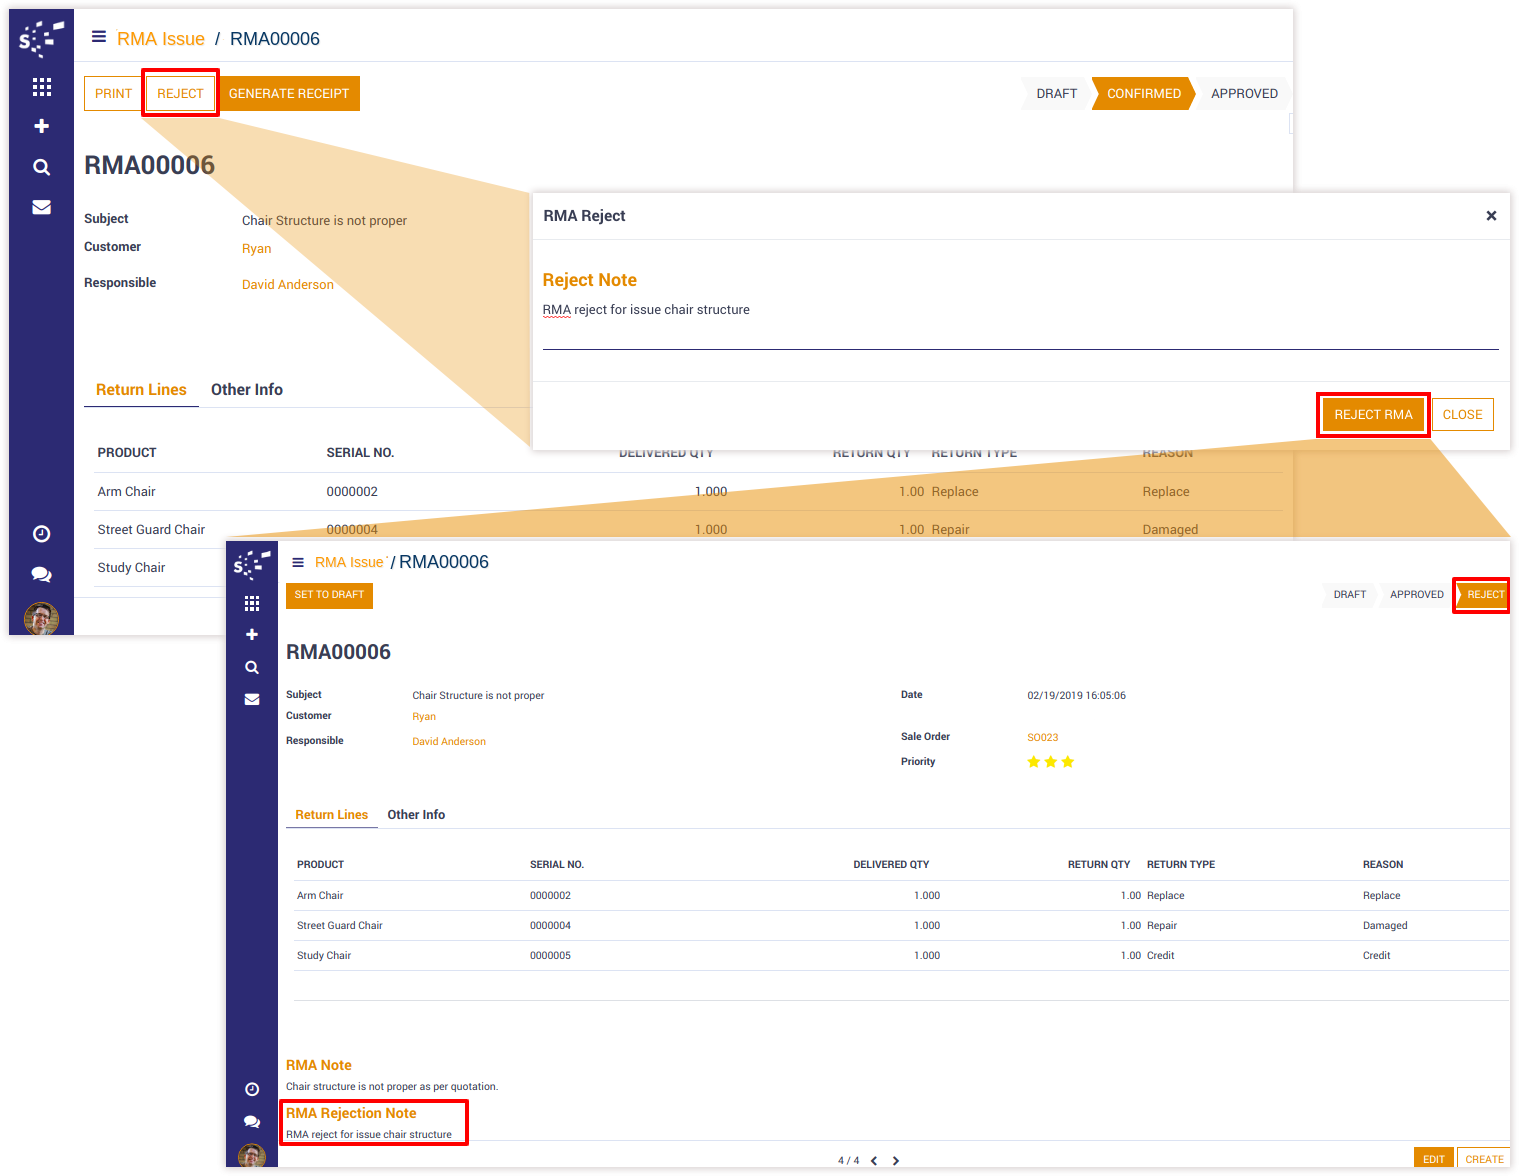 RMA Issue / RMA00006
PRINT REJECT GENERATE RECEIPT DRAFT CONFIRMED APPROVED
RMA00006
Subject Chair Structure is not proper
Customer Ryan
Responsible David Anderson
Return Lines Other Info
PRODUCT SERIAL NO. DELIVERED QTY RETURN QTY RETURN TYPE REASON
Arm Chair 0000002 1.000 1.00 Replace Replace
Street Guard Chair 0000004 1.000 1.00 Repair Damaged
Study Chair
RMA Reject
Reject Note
RMA reject for issue chair structure
REJECT RMA CLOSE
RMA Issue / RMA00006
SET TO DRAFT DRAFT APPROVED REJECT
RMA00006
Subject Chair Structure is not proper Date 02/19/2019 16:05:06
Customer Ryan
Responsible David Anderson Sale Order SO023
Priority
Return Lines Other Info
PRODUCT SERIAL NO. DELIVERED QTY RETURN QTY RETURN TYPE REASON
Arm Chair 0000002 1.000 1.00 Replace Replace
Street Guard Chair 0000004 1.000 1.00 Repair Damaged
Study Chair 0000005 1.000 1.00 Credit Credit
RMA Note
Chair structure is not proper as per quotation.
RMA Rejection Note
RMA reject for issue chair structure
4 / 4 EDIT CREATE